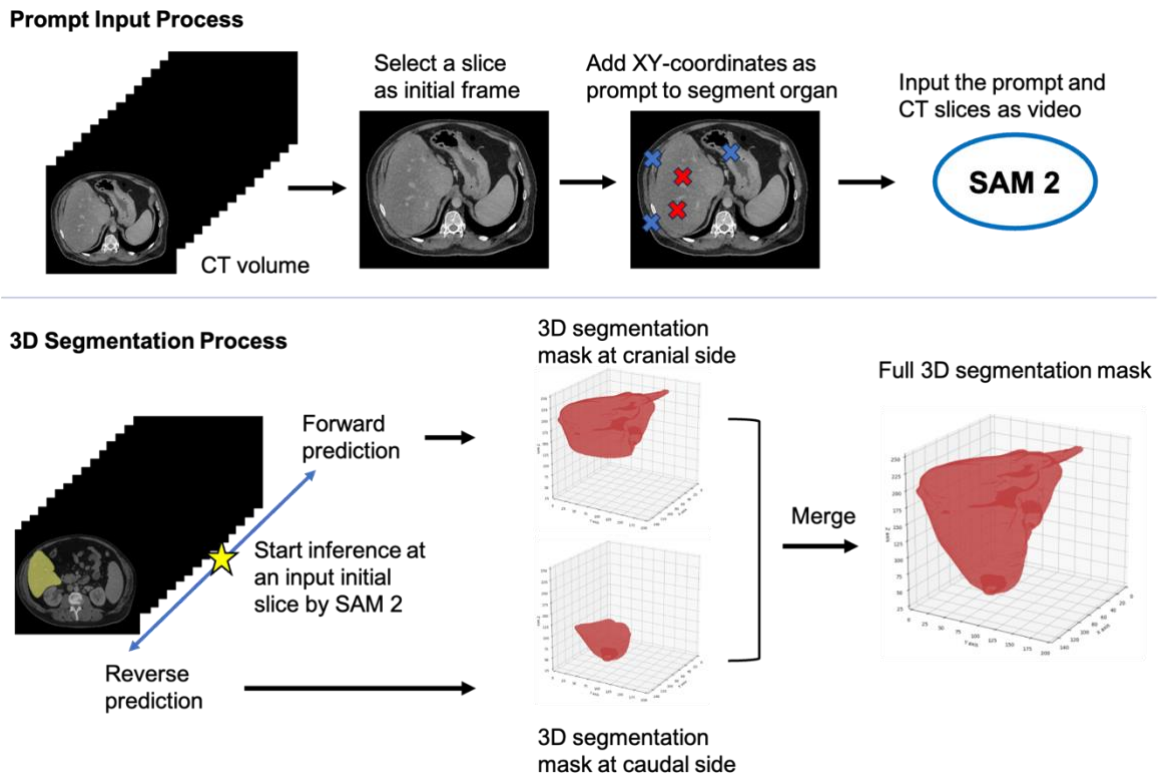 Prompt Input Process
Select a slice
as initial frame
Add XY-coordinates as
prompt to segment organ
Input the prompt and
CT slices as video
SAM 2
CT volume
3D Segmentation Process
3D segmentation
mask at cranial side
Full 3D segmentation mask
Forward
prediction
Merge
Start inference at
an input initial
slice by SAM 2
Reverse
prediction
3D segmentation
mask at caudal side